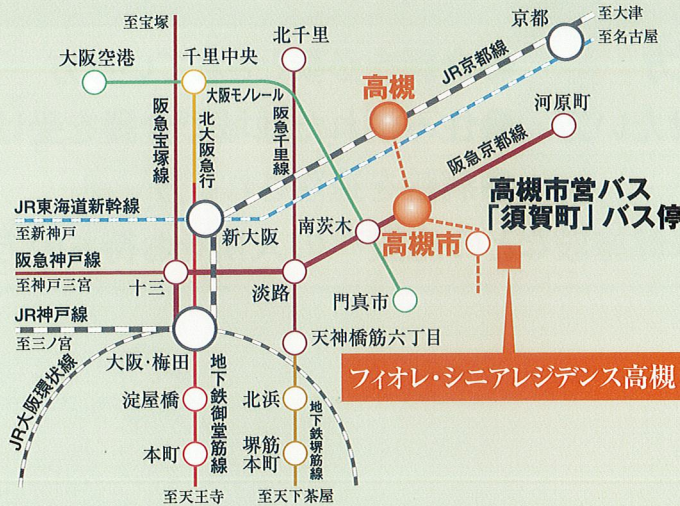 至宝塚
北千里
京都
至大津
至名古屋
大阪空港
千里中央
大阪モノレール
JR京都線
高槻
河原町
阪急宝塚線
北大阪急行
阪急千里線
阪急京都線
高槻市営バス
「須賀町」バス停
JR東海道新幹線
至新神戸
新大阪
南茨木
高槻市
阪急神戸線
至神戸三宮
十三
淡路
門真市
JR神戸線
至三ノ宮
天神橋筋六丁目
大阪・梅田
フィオレ・シニアレジデンス高槻
JR大阪環状線
地下鉄御堂筋線
淀屋橋
北浜
地下鉄堺筋線
本町
堺筋
本町
至天王寺
至天下茶屋